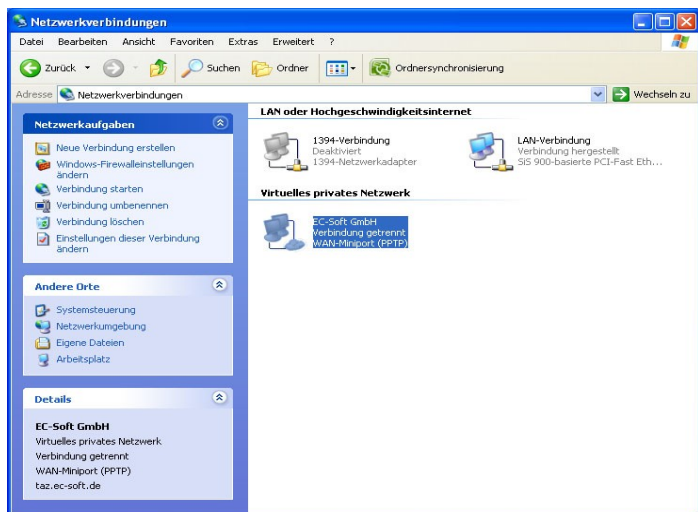 Netzwerkverbindungen
Datei Bearbeiten Ansicht Favoriten Extras Erweitert ?
Zurück Suchen Ordner Ordnersynchronisierung
Adresse Netzwerkverbindungen Wechseln zu
Netzwerkaufgaben
Neue Verbindung erstellen
Windows-Firewalleinstellungen
ändern
Verbindung starten
Verbindung umbenennen
Verbindung löschen
Einstellungen dieser Verbindung
ändern
Andere Orte
Systemsteuerung
Netzwerkumgebung
Eigene Dateien
Arbeitsplatz
Details
EC-Soft GmbH
Virtuelles privates Netzwerk
Verbindung getrennt
WAN-Miniport (PPTP)
taz.ec-soft.de
LAN oder Hochgeschwindigkeitsinternet
1394-Verbindung
Deaktiviert
1394-Netzwerkadapter
LAN-Verbindung
Verbindung hergestellt
SiS 900-basierte PCI-Fast Eth...
Virtuelles privates Netzwerk
EC-Soft GmbH
Verbindung getrennt
WAN-Miniport (PPTP)